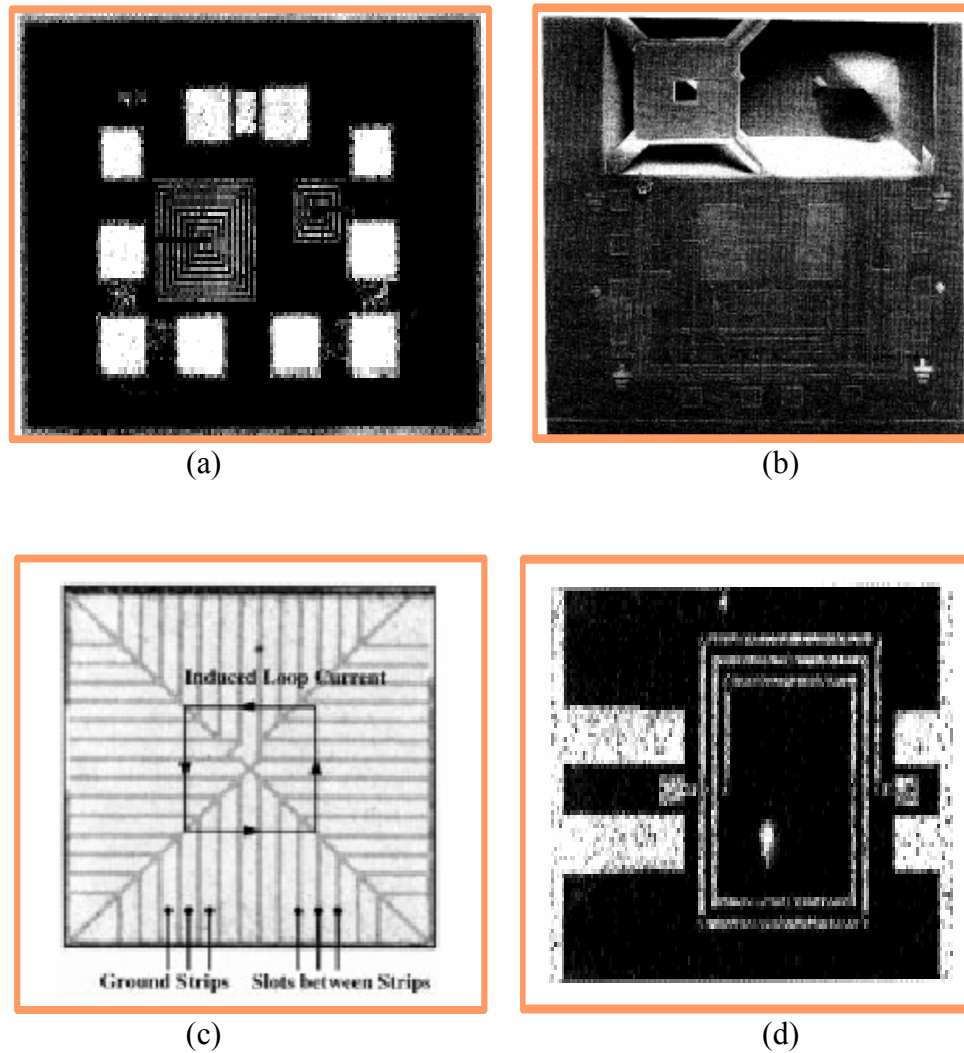 (a)
(b)
Induced Loop Current
Ground Strips
Slots between Strips
(c)
(d)